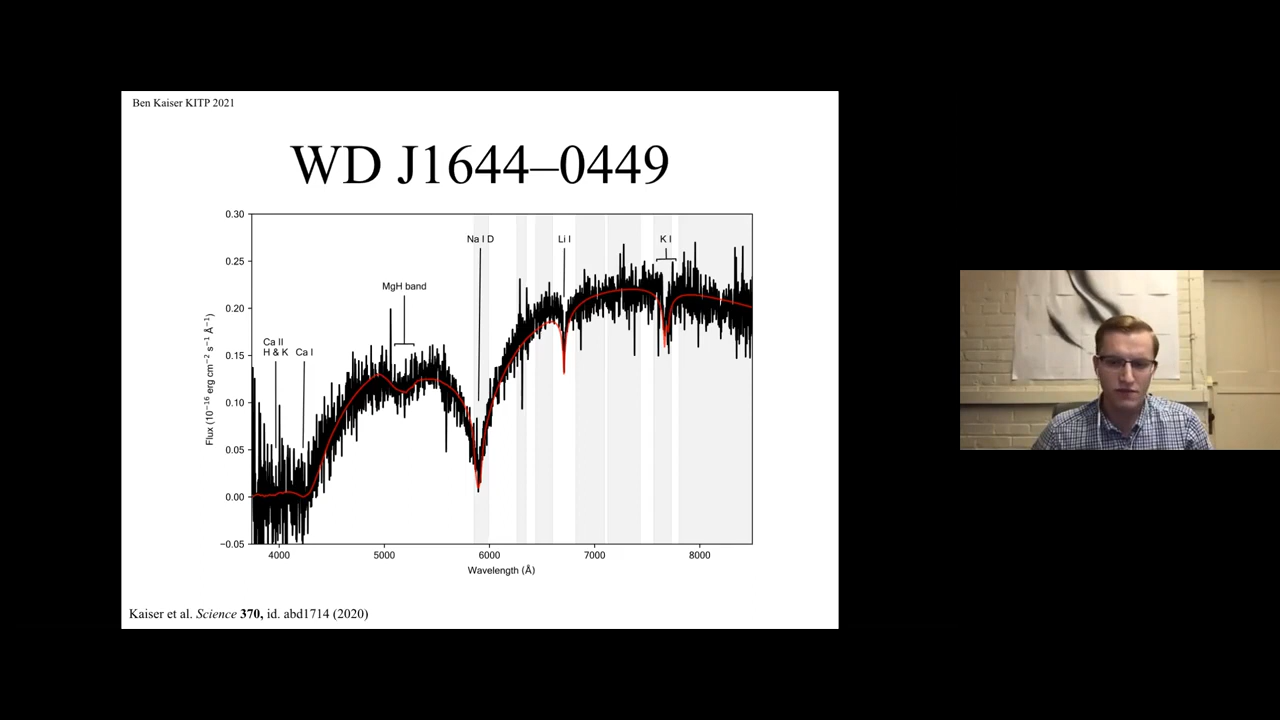 Ben Kaiser KITP 2021
WD J1644–0449
0.30
0.25
0.20
0.15
0.10
0.05
0.00
−0.05
Flux (10⁻¹⁶ erg cm⁻² s⁻¹ Å⁻¹)
Ca II
H & K
Ca I
MgH band
Na I D
Li I
K I
4000
5000
6000
7000
8000
Wavelength (Å)
Kaiser et al. Science 370, id. abd1714 (2020)